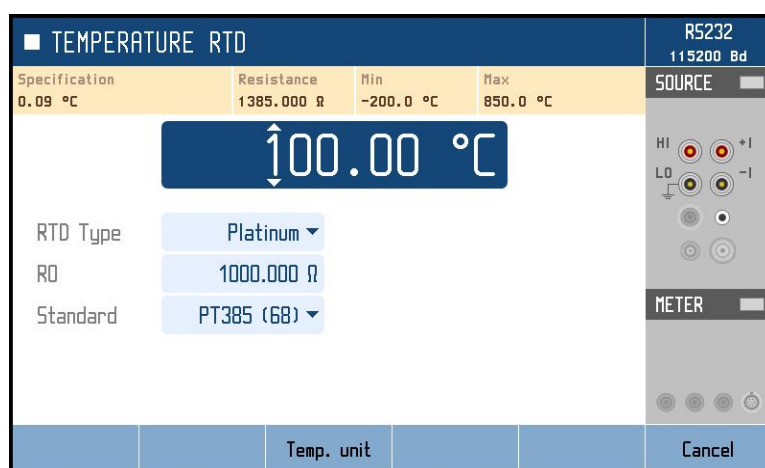 TEMPERATURE RTD
RS232
115200 Bd
Specification Resistance Min Max
0.09 °C 1385.000 Ω -200.0 °C 850.0 °C
SOURCE
100.00 °C
HI +I
LO -I
RTD Type Platinum
R0 1000.000 Ω
Standard PT385 (68)
METER
Temp. unit Cancel